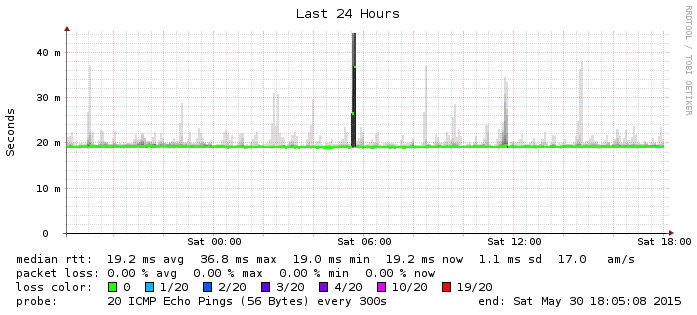 Last 24 Hours
RRDTOOL / TOBI OETIKER
Seconds
40 m
30 m
20 m
10 m
0
Sat 00:00 Sat 06:00 Sat 12:00 Sat 18:00
median rtt: 19.2 ms avg 36.8 ms max 19.0 ms min 19.2 ms now 1.1 ms sd 17.0 am/s
packet loss: 0.00 % avg 0.00 % max 0.00 % min 0.00 % now
loss color: 0 1/20 2/20 3/20 4/20 10/20 19/20
probe: 20 ICMP Echo Pings (56 Bytes) every 300s end: Sat May 30 18:05:08 2015